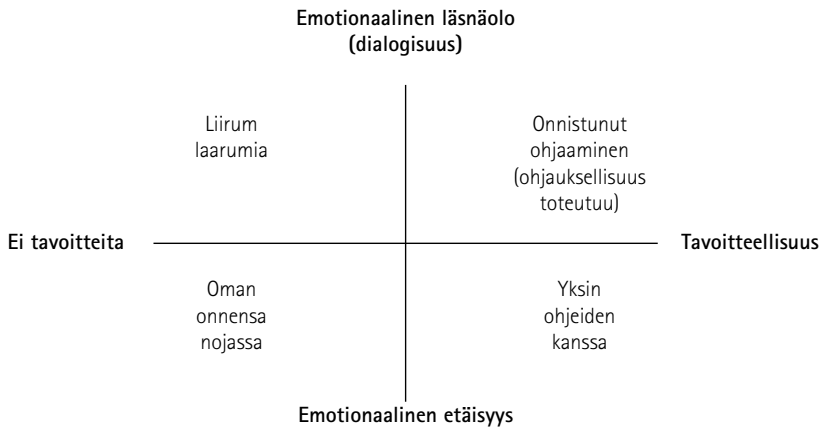 Emotionaalinen läsnäolo
(dialogisuus)
Liirum
laarumia
Onnistunut
ohjaaminen
(ohjauksellisuus
toteutuu)
Ei tavoitteita
Tavoitteellisuus
Oman
onnensa
nojassa
Yksin
ohjeiden
kanssa
Emotionaalinen etäisyys